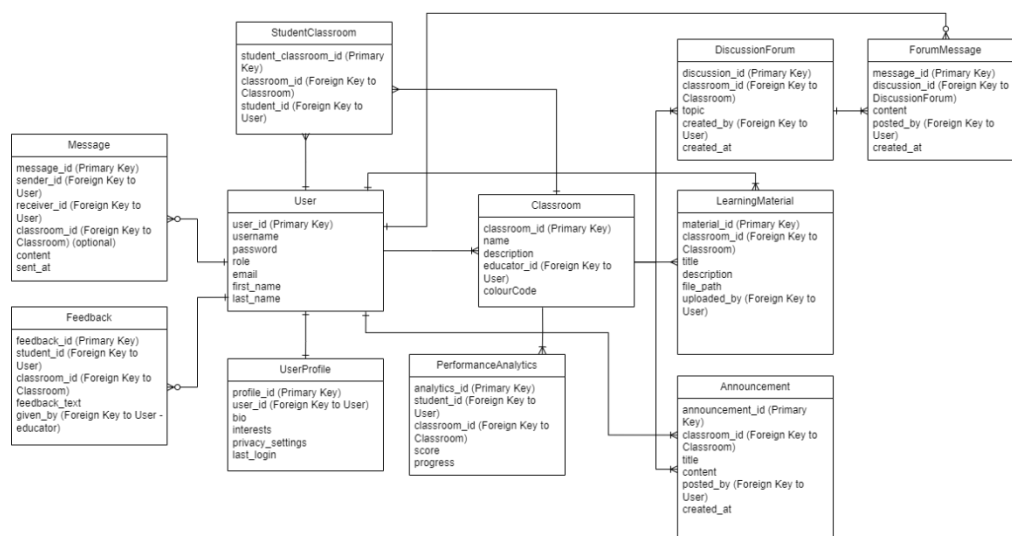 StudentClassroom
student_classroom_id (Primary
Key)
classroom_id (Foreign Key to
Classroom)
student_id (Foreign Key to
User)
DiscussionForum
discussion_id (Primary Key)
classroom_id (Foreign Key to
Classroom)
topic
created_by (Foreign Key to
User)
created_at
ForumMessage
message_id (Primary Key)
discussion_id (Foreign Key to
DiscussionForum)
content
posted_by (Foreign Key to
User)
created_at
Message
message_id (Primary Key)
sender_id (Foreign Key to
User)
receiver_id (Foreign Key to
User)
classroom_id (Foreign Key to
Classroom) (optional)
content
sent_at
User
user_id (Primary Key)
username
password
role
email
first_name
last_name
Classroom
classroom_id (Primary Key)
name
description
educator_id (Foreign Key to
User)
colourCode
LearningMaterial
material_id (Primary Key)
classroom_id (Foreign Key to
Classroom)
title
description
file_path
uploaded_by (Foreign Key to
User)
Feedback
feedback_id (Primary Key)
student_id (Foreign Key to
User)
classroom_id (Foreign Key to
Classroom)
feedback_text
given_by (Foreign Key to User -
educator)
UserProfile
profile_id (Primary Key)
user_id (Foreign Key to User)
bio
interests
privacy_settings
last_login
PerformanceAnalytics
analytics_id (Primary Key)
student_id (Foreign Key to
User)
classroom_id (Foreign Key to
Classroom)
score
progress
Announcement
announcement_id (Primary
Key)
classroom_id (Foreign Key to
Classroom)
title
content
posted_by (Foreign Key to
User)
created_at